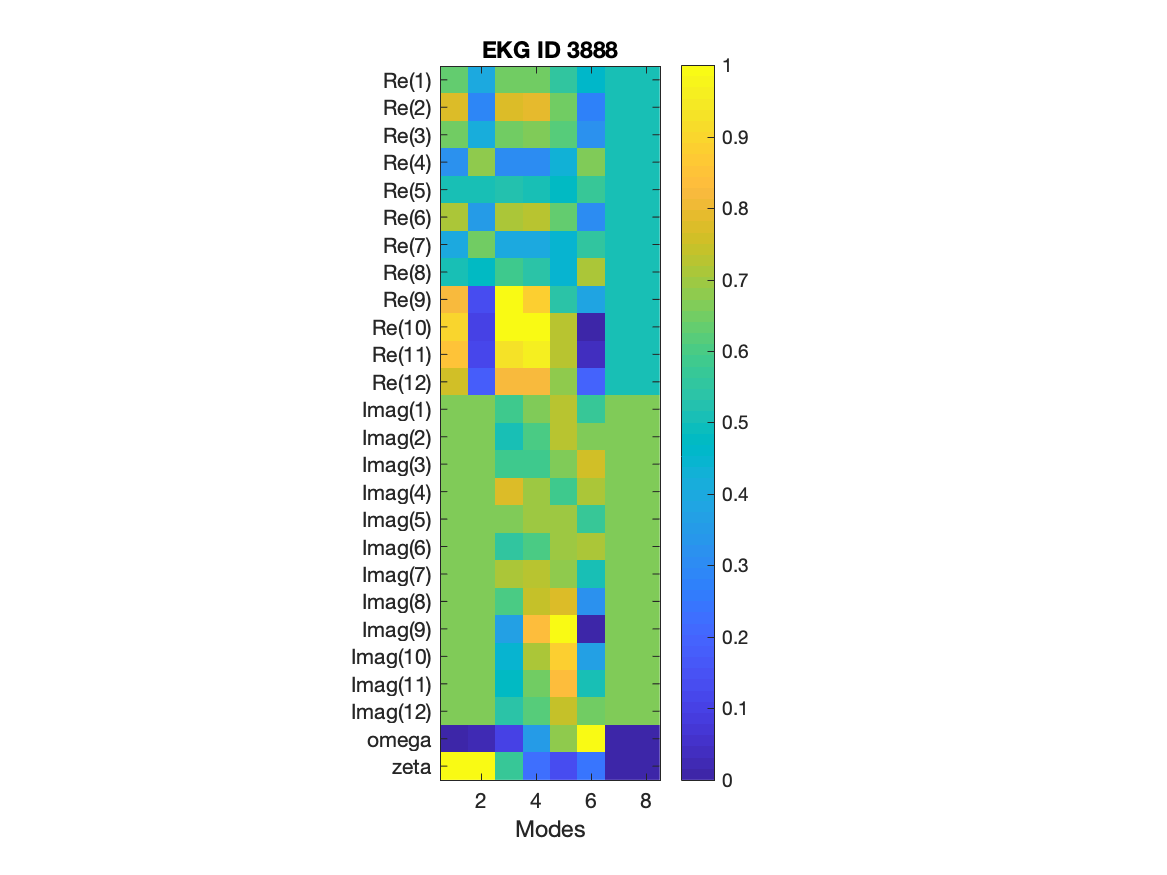 EKG ID 3888
Re(1)
Re(2)
Re(3)
Re(4)
Re(5)
Re(6)
Re(7)
Re(8)
Re(9)
Re(10)
Re(11)
Re(12)
Imag(1)
Imag(2)
Imag(3)
Imag(4)
Imag(5)
Imag(6)
Imag(7)
Imag(8)
Imag(9)
Imag(10)
Imag(11)
Imag(12)
omega
zeta
2 4 6 8
Modes
1
0.9
0.8
0.7
0.6
0.5
0.4
0.3
0.2
0.1
0